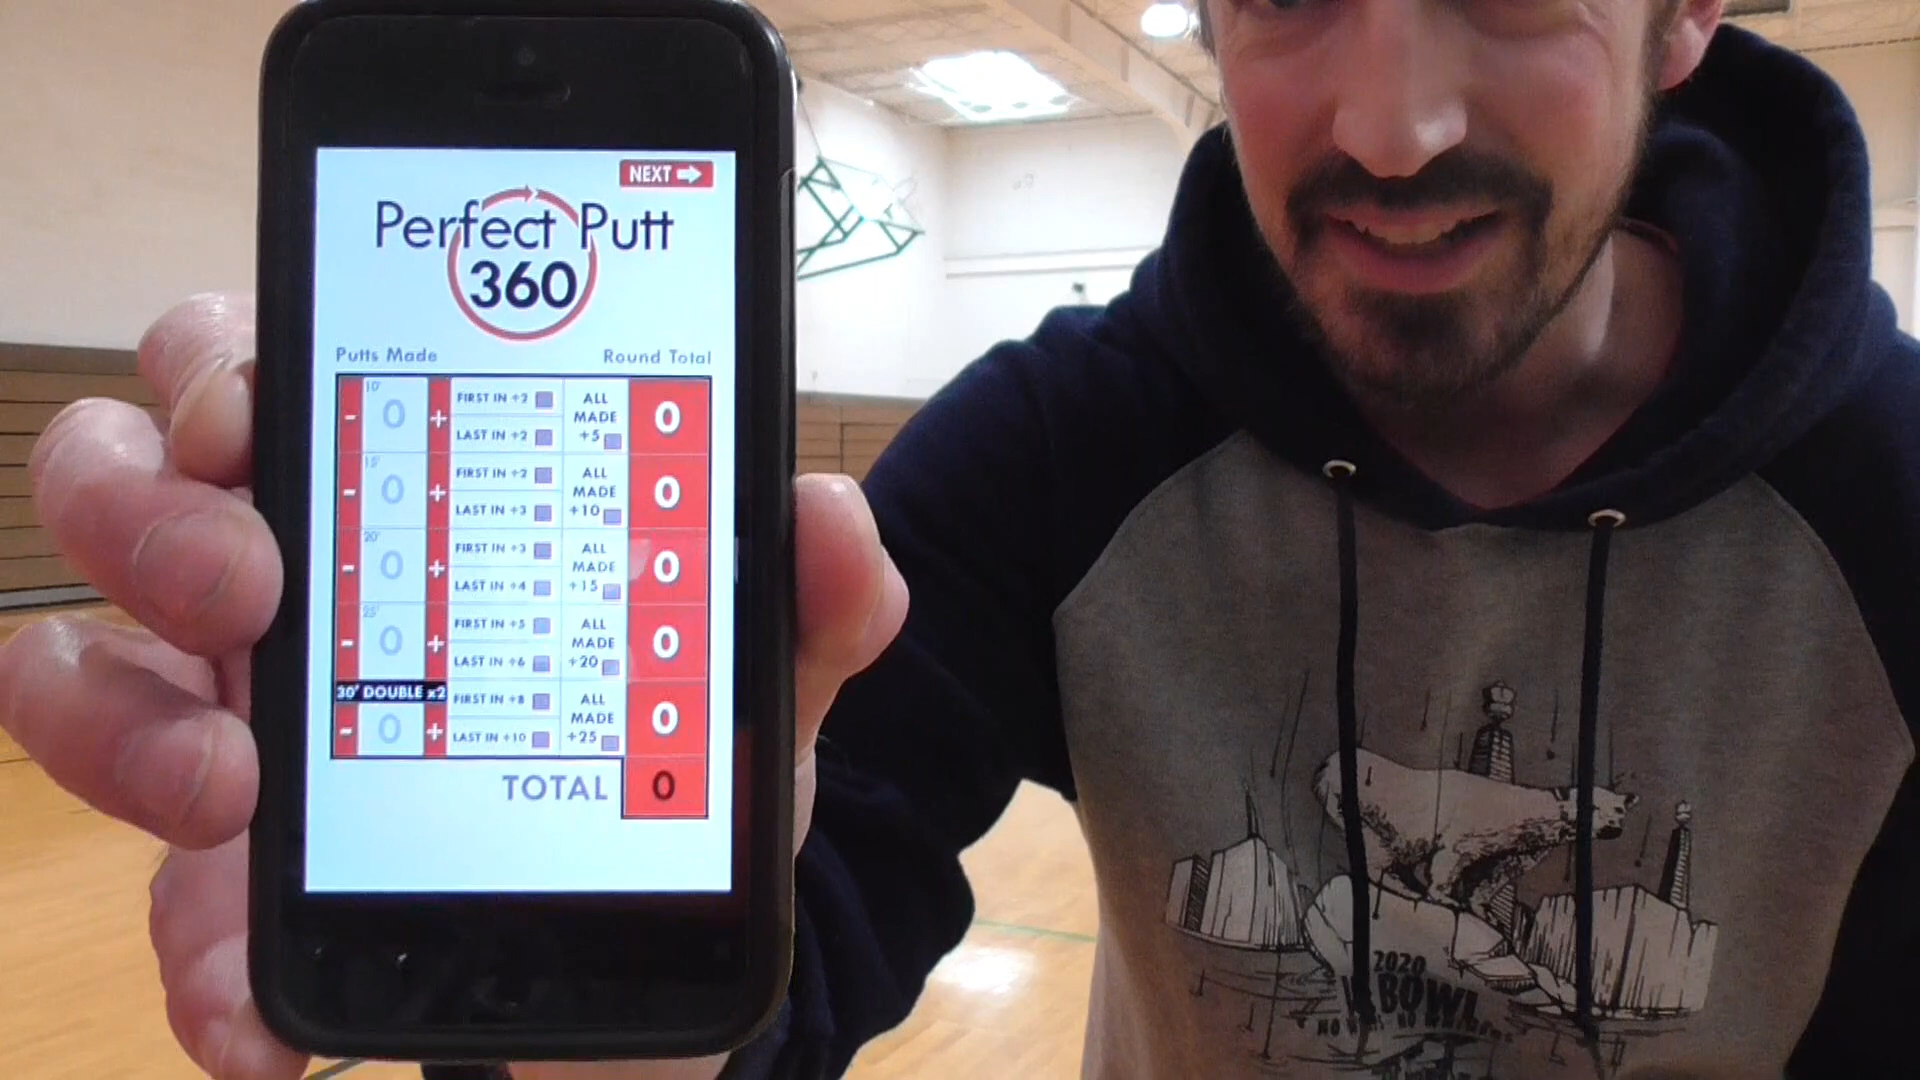 NEXT
Perfect Putt
360
Putts Made Round Total
10'
- 0 +
FIRST IN +2
LAST IN +2
ALL
MADE
+5
0
15'
- 0 +
FIRST IN +2
LAST IN +3
ALL
MADE
+10
0
20'
- 0 +
FIRST IN +3
LAST IN +4
ALL
MADE
+15
0
25'
- 0 +
FIRST IN +5
LAST IN +6
ALL
MADE
+20
0
30' DOUBLE x2
- 0 +
FIRST IN +8
LAST IN +10
ALL
MADE
+25
0
TOTAL 0
2020
BOWL